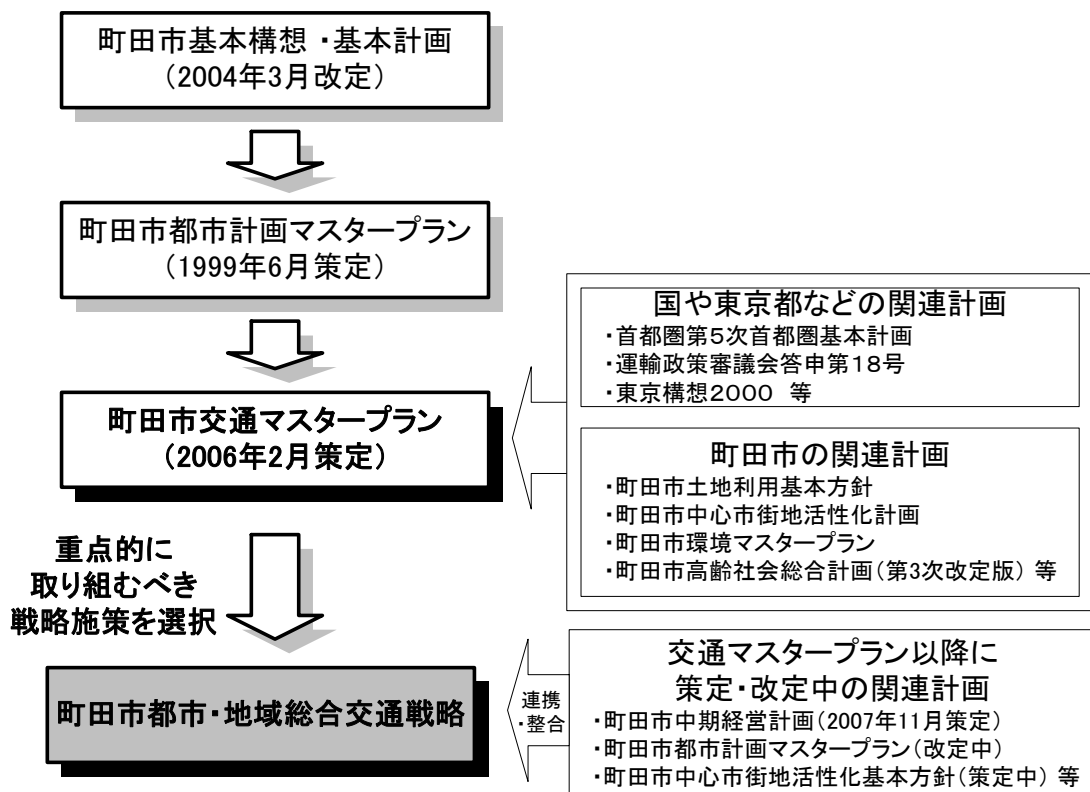 町田市基本構想・基本計画
（2004年3月改定）
町田市都市計画マスタープラン
（1999年6月策定）
町田市交通マスタープラン
（2006年2月策定）
国や東京都などの関連計画
・首都圏第5次首都圏基本計画
・運輸政策審議会答申第１８号
・東京構想２０００　等
町田市の関連計画
・町田市土地利用基本方針
・町田市中心市街地活性化計画
・町田市環境マスタープラン
・町田市高齢社会総合計画（第3次改定版） 等
重点的に
取り組むべき
戦略施策を選択
町田市都市・地域総合交通戦略
連携
・整合
交通マスタープラン以降に
策定・改定中の関連計画
・町田市中期経営計画（2007年11月策定）
・町田市都市計画マスタープラン（改定中）
・町田市中心市街地活性化基本方針（策定中） 等